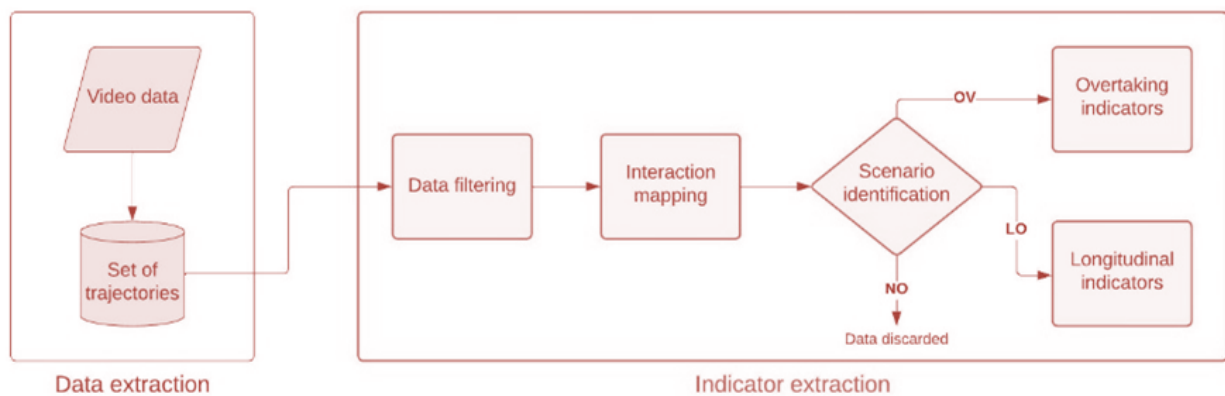 Video data
Set of
trajectories
Data extraction
Data filtering
Interaction
mapping
Scenario
identification
OV
LO
NO
Data discarded
Overtaking
indicators
Longitudinal
indicators
Indicator extraction